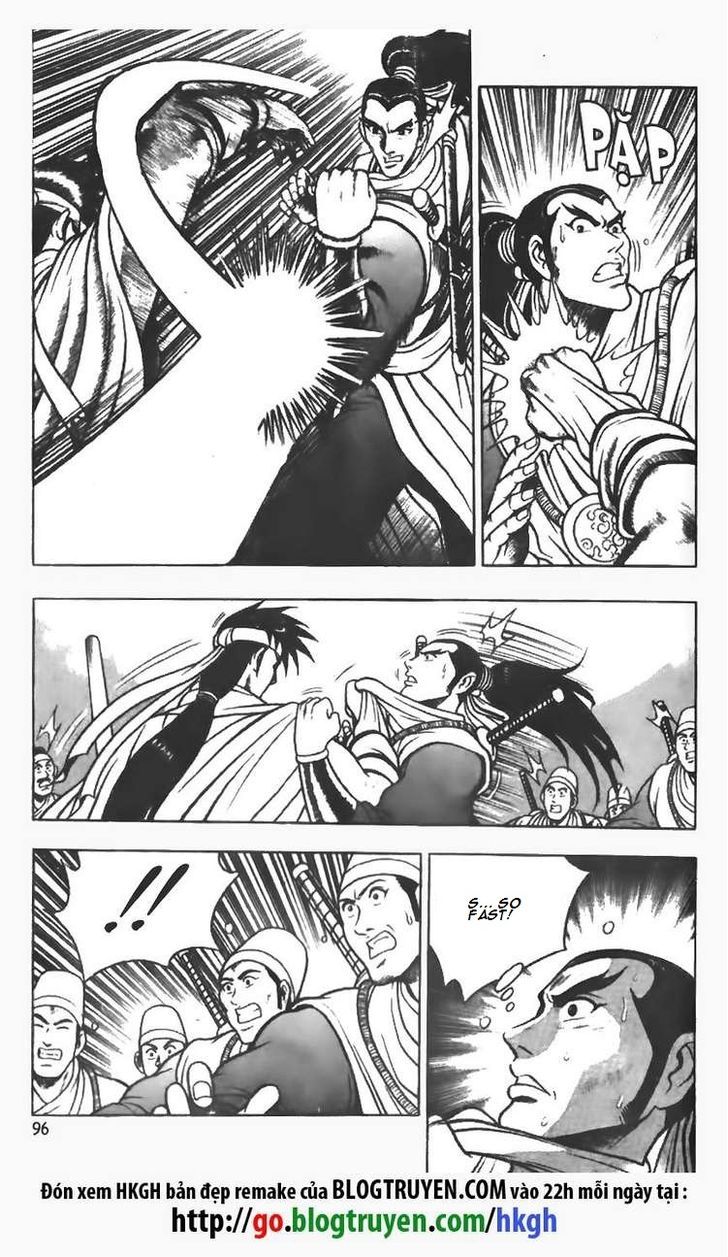 PẶP
!!
S... SO
FAST!
96
Đón xem HKGH bản đẹp remake của BLOGTRUYEN.COM vào 22h mỗi ngày tại :
http://go.blogtruyen.com/hkgh